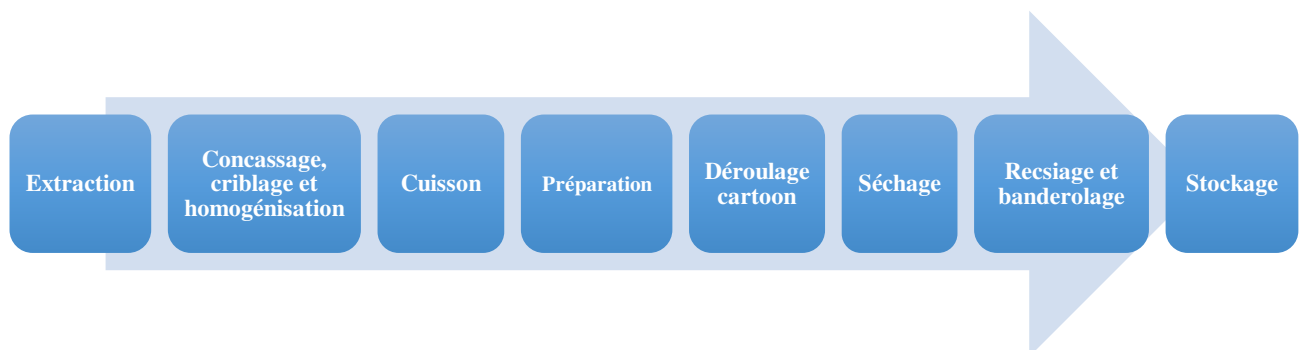 Extraction
Concassage,
criblage et
homogénisation
Cuisson
Préparation
Déroulage
cartoon
Séchage
Recsiage et
banderolage
Stockage